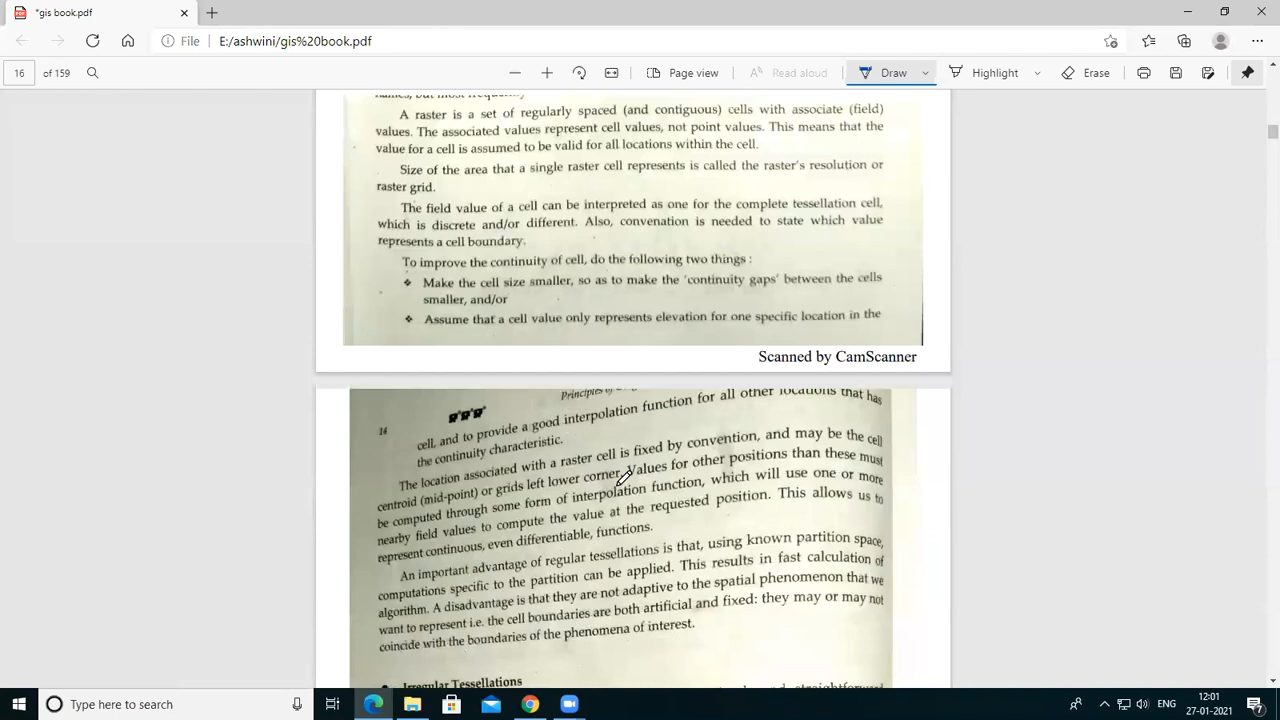 *gis book.pdf
File
E:/ashwini/gis%20book.pdf
16 of 159
Page view
Read aloud
Draw
Highlight
Erase
names, but most frequently
A raster is a set of regularly spaced (and contiguous) cells with associate (field)
values. The associated values represent cell values, not point values. This means that the
value for a cell is assumed to be valid for all locations within the cell.
Size of the area that a single raster cell represents is called the raster's resolution or
raster grid.
The field value of a cell can be interpreted as one for the complete tessellation cell,
which is discrete and/or different. Also, convenation is needed to state which value
represents a cell boundary.
To improve the continuity of cell, do the following two things :
❖ Make the cell size smaller, so as to make the 'continuity gaps' between the cells
smaller, and/or
❖ Assume that a cell value only represents elevation for one specific location in the
Scanned by CamScanner
14
Principles of
cell, and to provide a good interpolation function for all other locations that has
the continuity characteristic.
The location associated with a raster cell is fixed by convention, and may be the cell
centroid (mid-point) or grids left lower corner. Values for other positions than these must
be computed through some form of interpolation function, which will use one or more
nearby field values to compute the value at the requested position. This allows us to
represent continuous, even differentiable, functions.
An important advantage of regular tessellations is that, using known partition space,
computations specific to the partition can be applied. This results in fast calculation of
algorithm. A disadvantage is that they are not adaptive to the spatial phenomenon that we
want to represent i.e. the cell boundaries are both artificial and fixed: they may or may not
coincide with the boundaries of the phenomena of interest.
Irregular Tessellations
and straightforward
Type here to search
ENG
12:01
27-01-2021
7